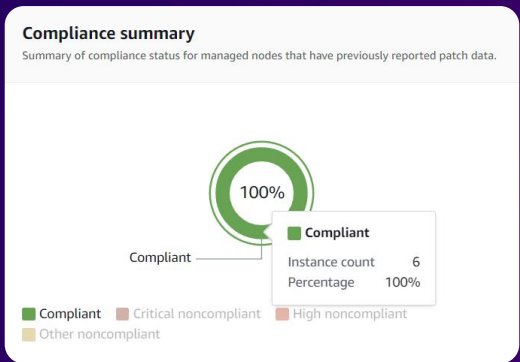 Compliance summary
Summary of compliance status for managed nodes that have previously reported patch data.
100%
Compliant
Compliant
Instance count 6
Percentage 100%
Compliant Critical noncompliant High noncompliant
Other noncompliant